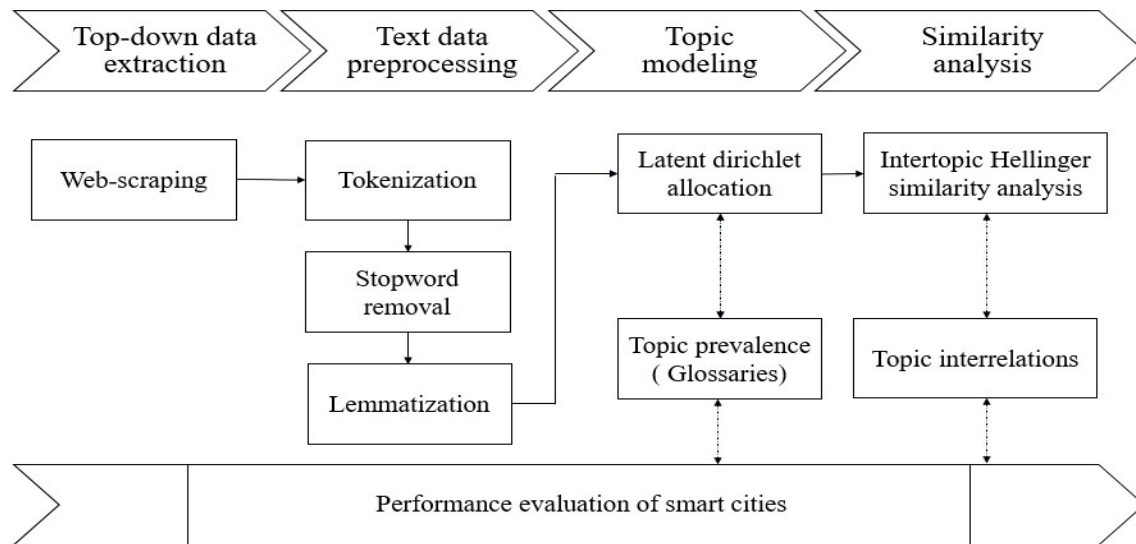 Top-down data
extraction
Text data
preprocessing
Topic
modeling
Similarity
analysis
Web-scraping
Tokenization
Stopword
removal
Lemmatization
Latent dirichlet
allocation
Topic prevalence
( Glossaries)
Intertopic Hellinger
similarity analysis
Topic interrelations
Performance evaluation of smart cities